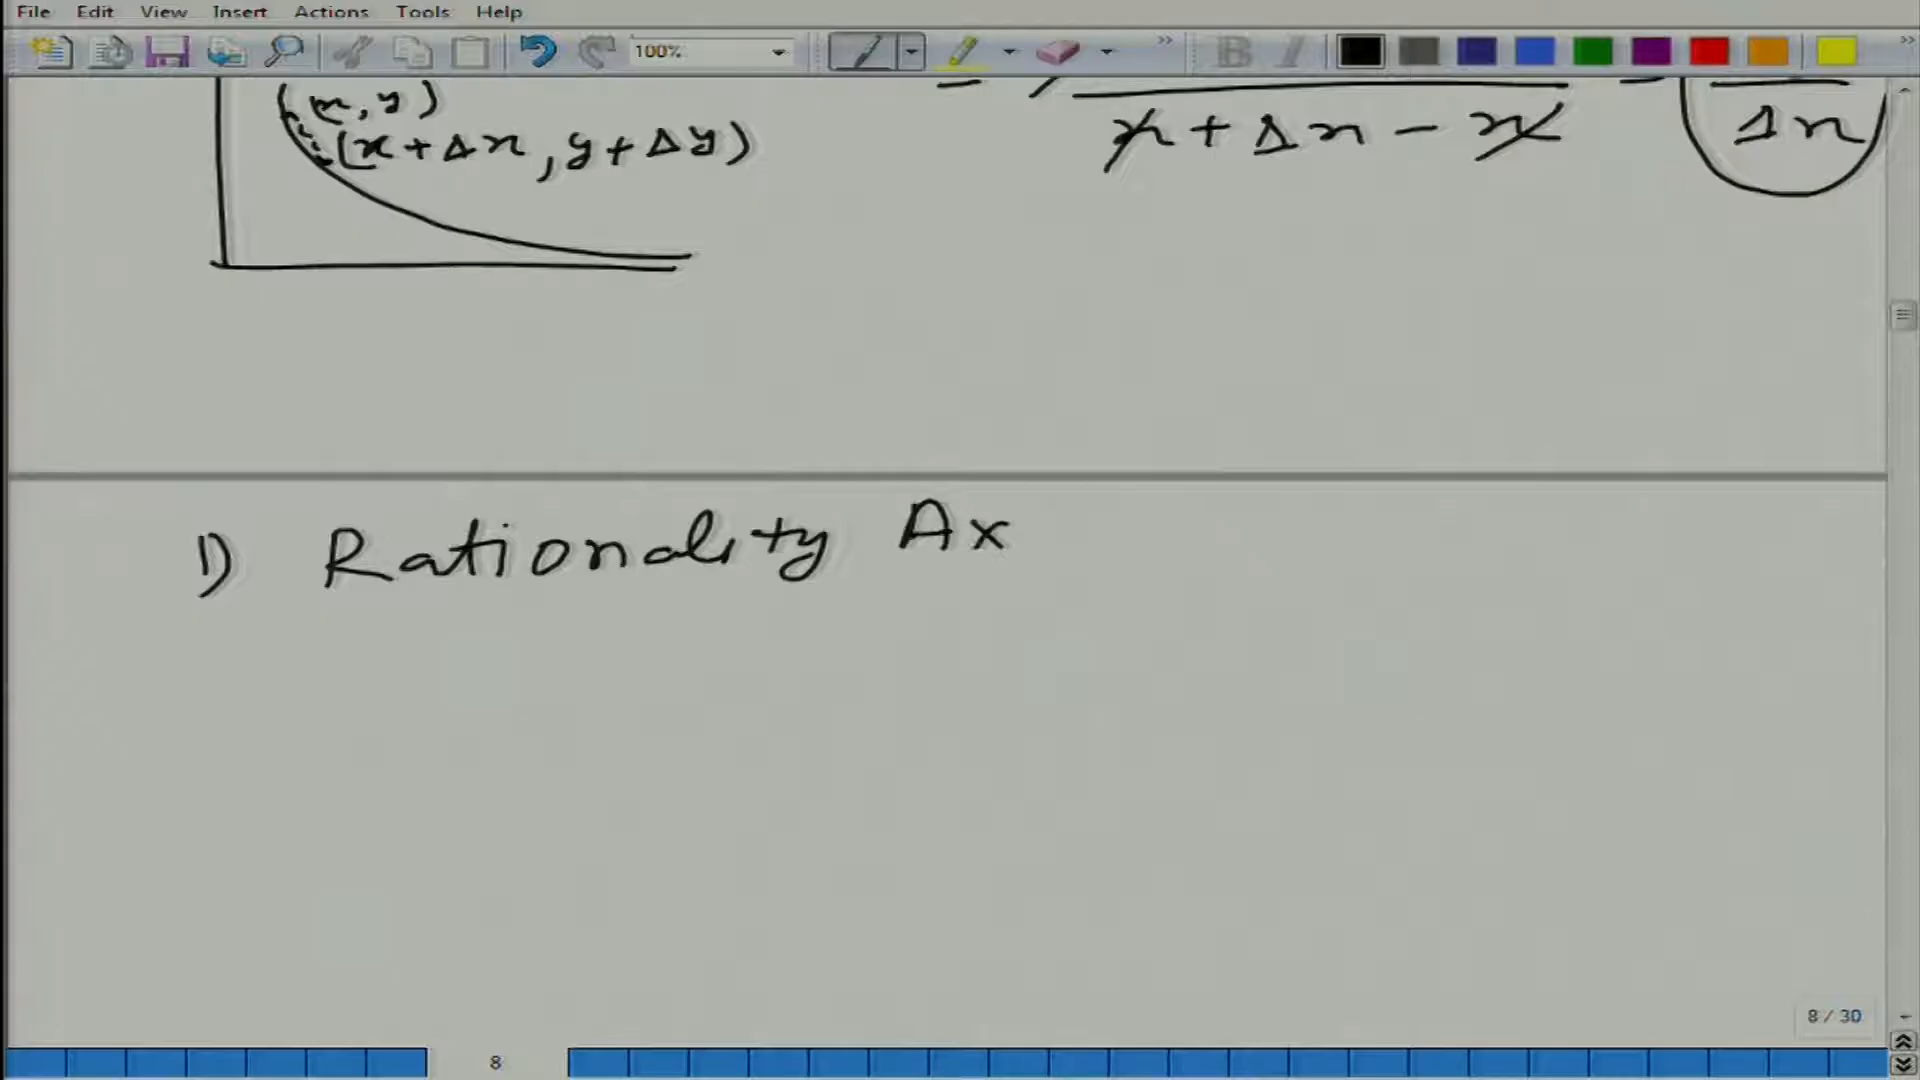 File Edit View Insert Actions Tools Help
100%
(x, y)
(x + Δx, y + Δy)
x + Δx - x
Δx
1) Rationality Ax
8 / 30
8